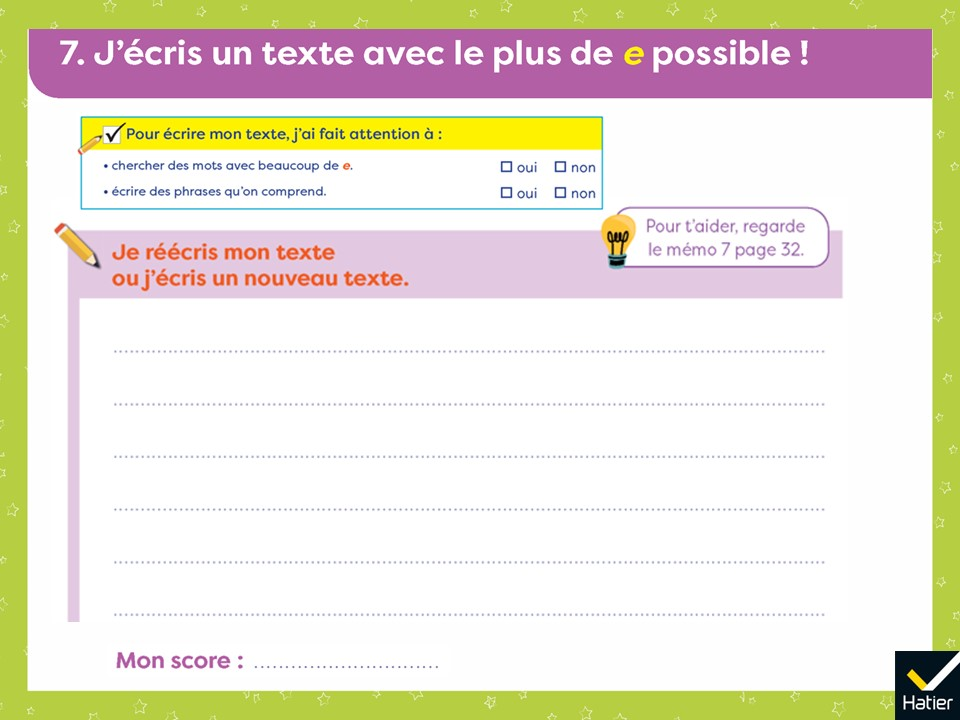 7. J'écris un texte avec le plus de e possible !
Pour écrire mon texte, j'ai fait attention à :
• chercher des mots avec beaucoup de e. oui non
• écrire des phrases qu'on comprend. oui non
Pour t'aider, regarde
le mémo 7 page 32.
Je réécris mon texte
ou j'écris un nouveau texte.
Mon score : ..............................
Hatier